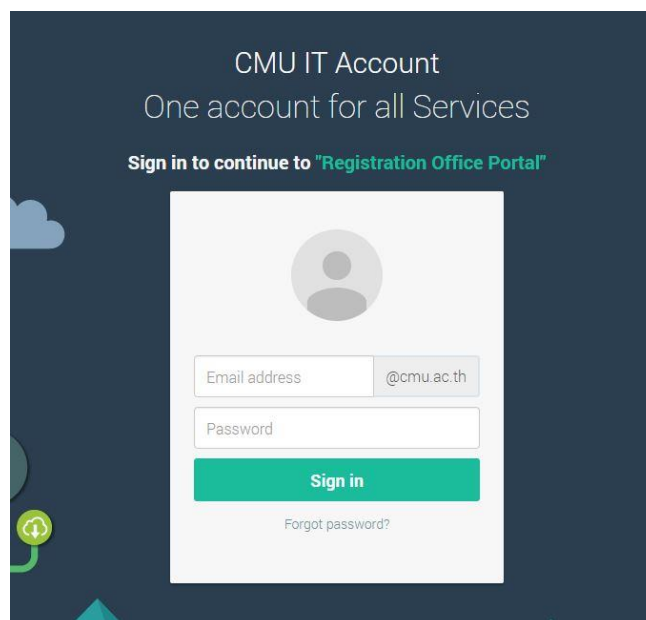 CMU IT Account
One account for all Services
Sign in to continue to "Registration Office Portal"
Email address @cmu.ac.th
Password
Sign in
Forgot password?